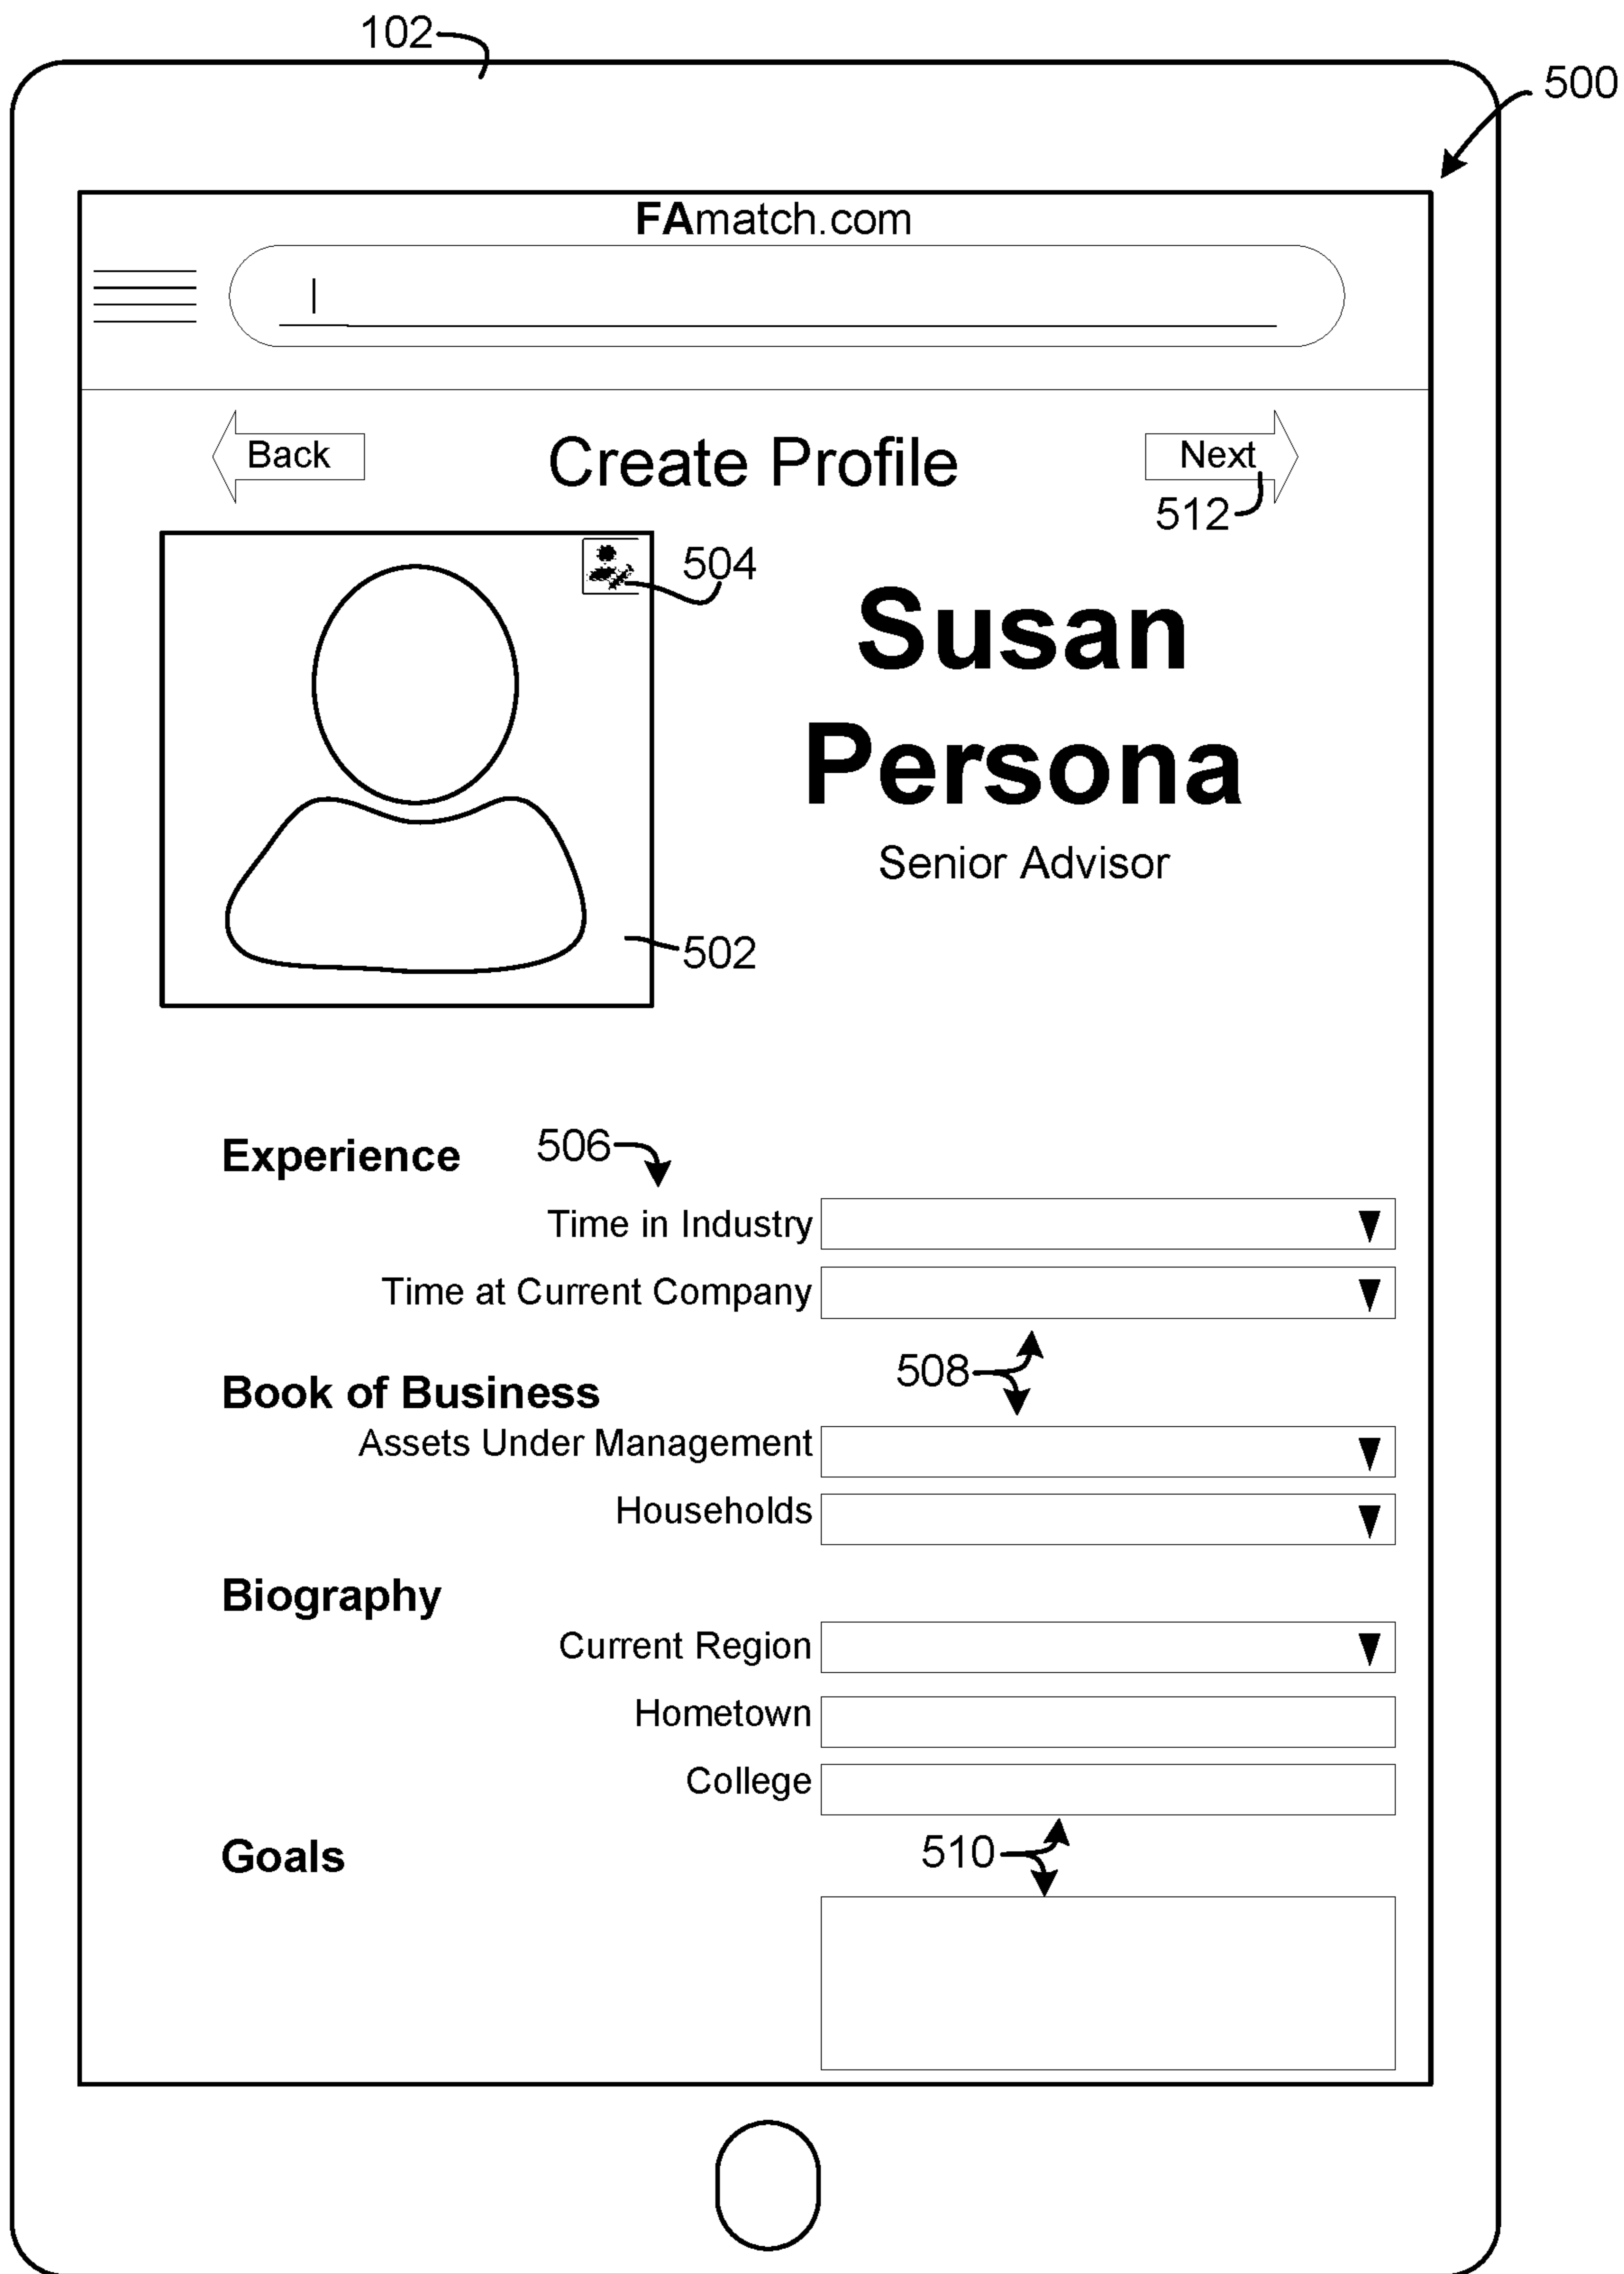 102
500
FAmatch.com
Back
Create Profile
Next
512
504
Susan
Persona
Senior Advisor
502
Experience
506
Time in Industry
Time at Current Company
508
Book of Business
Assets Under Management
Households
Biography
Current Region
Hometown
College
Goals
510